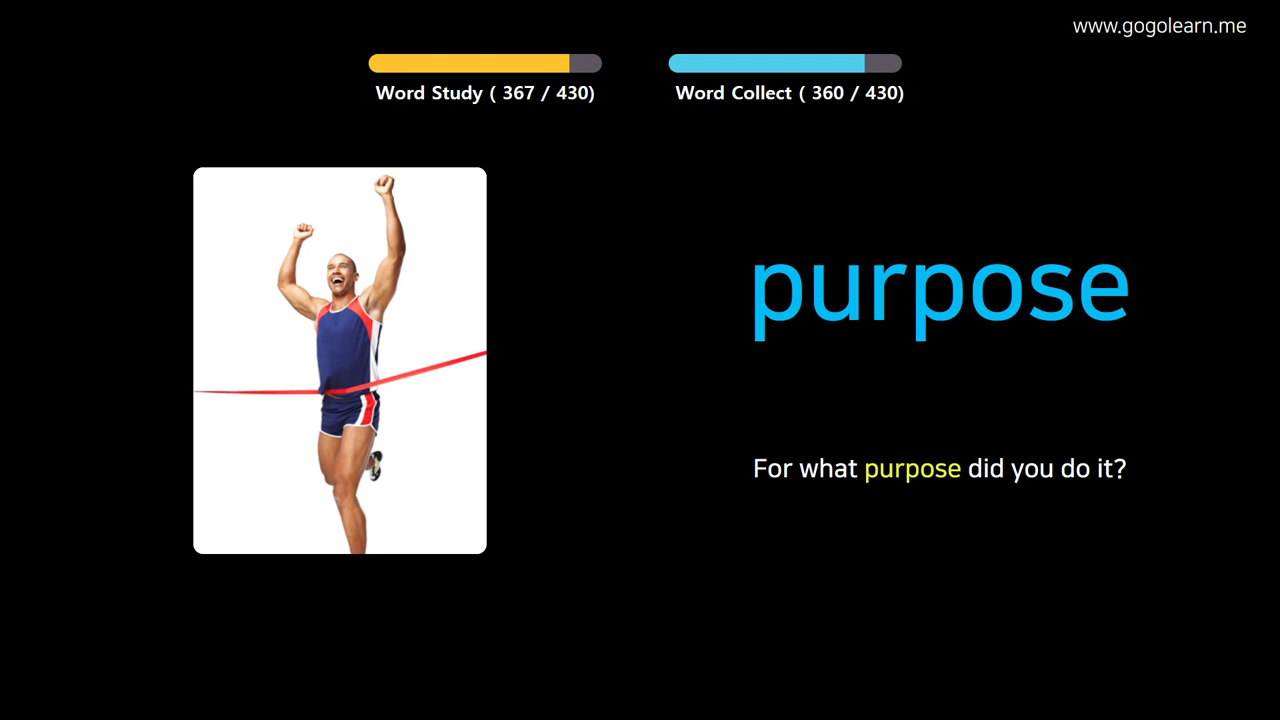 www.gogolearn.me
Word Study ( 367 / 430)
Word Collect ( 360 / 430)
purpose
For what purpose did you do it?